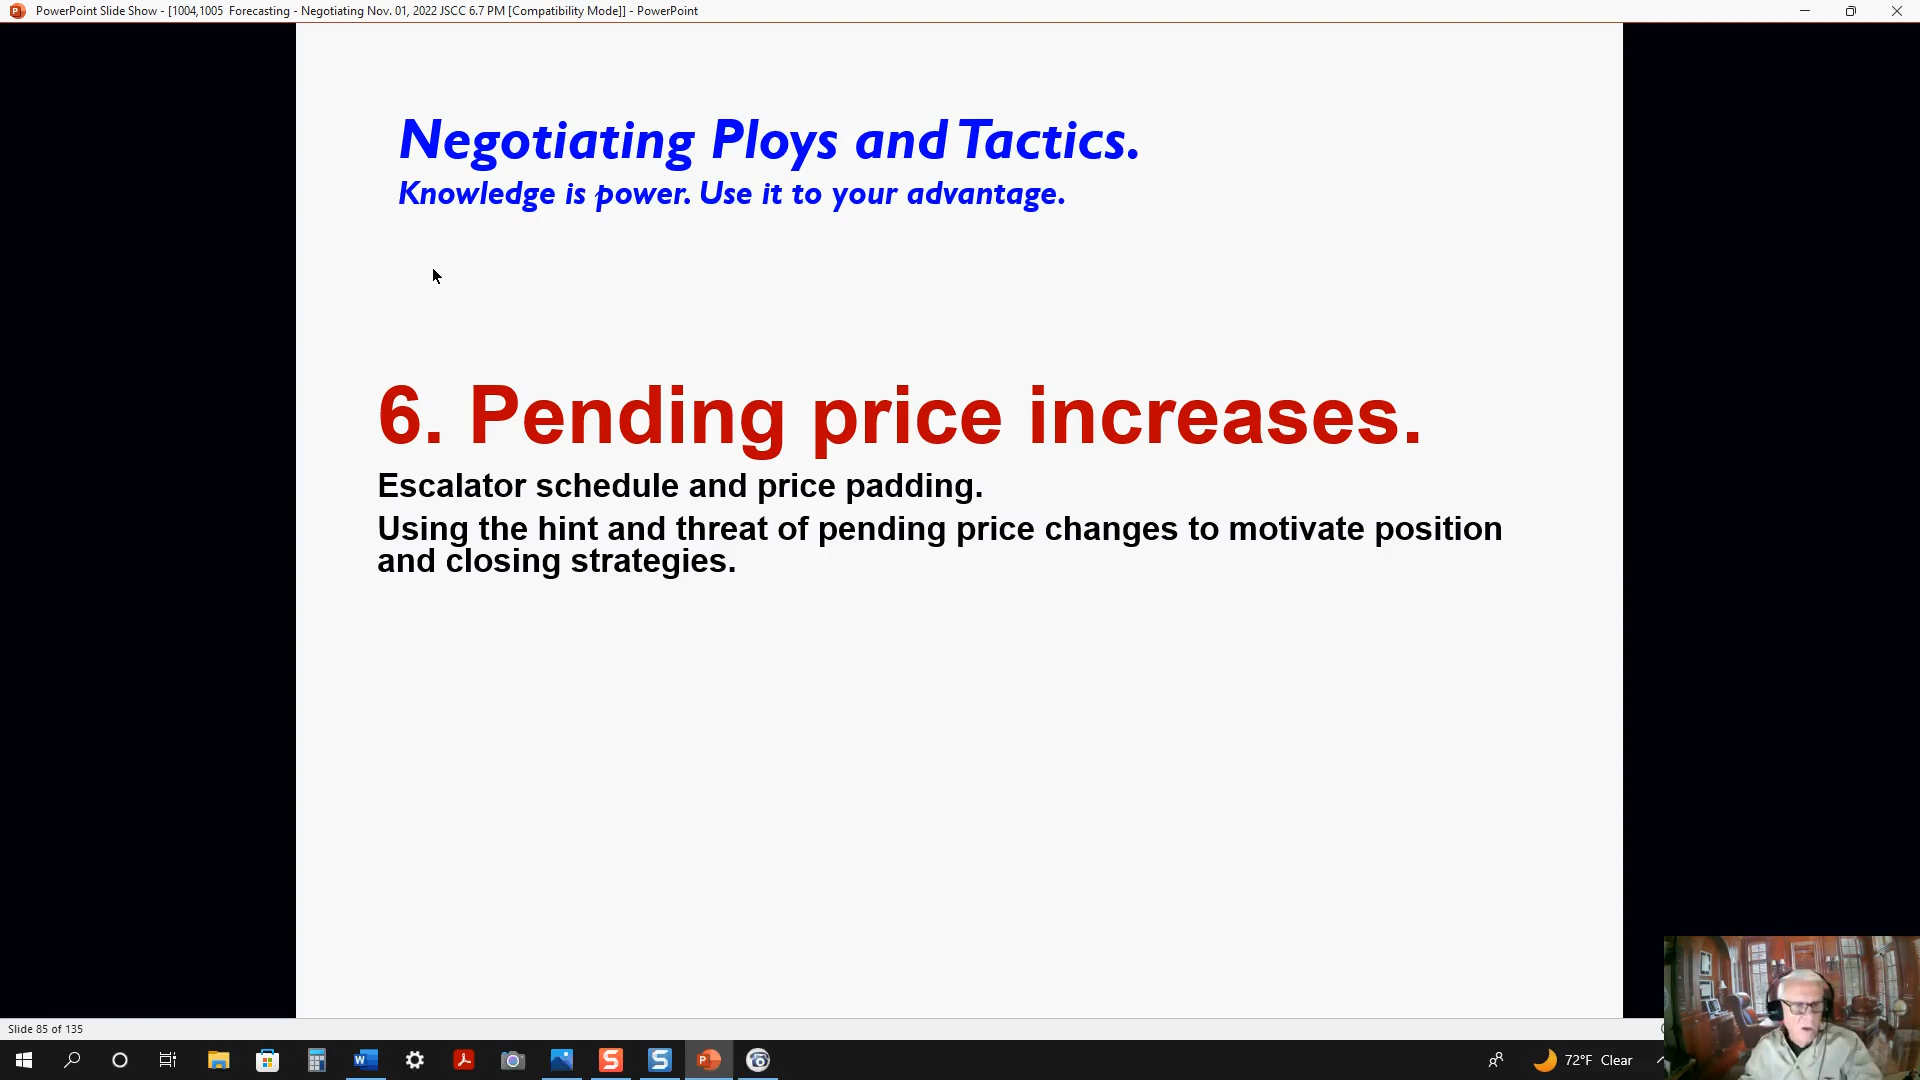 PowerPoint Slide Show - [1004,1005  Forecasting - Negotiating Nov. 01, 2022 JSCC 6.7 PM [Compatibility Mode]] - PowerPoint
Negotiating Ploys and Tactics.
Knowledge is power. Use it to your advantage.
6. Pending price increases.
Escalator schedule and price padding.
Using the hint and threat of pending price changes to motivate position
and closing strategies.
Slide 85 of 135
72°F Clear